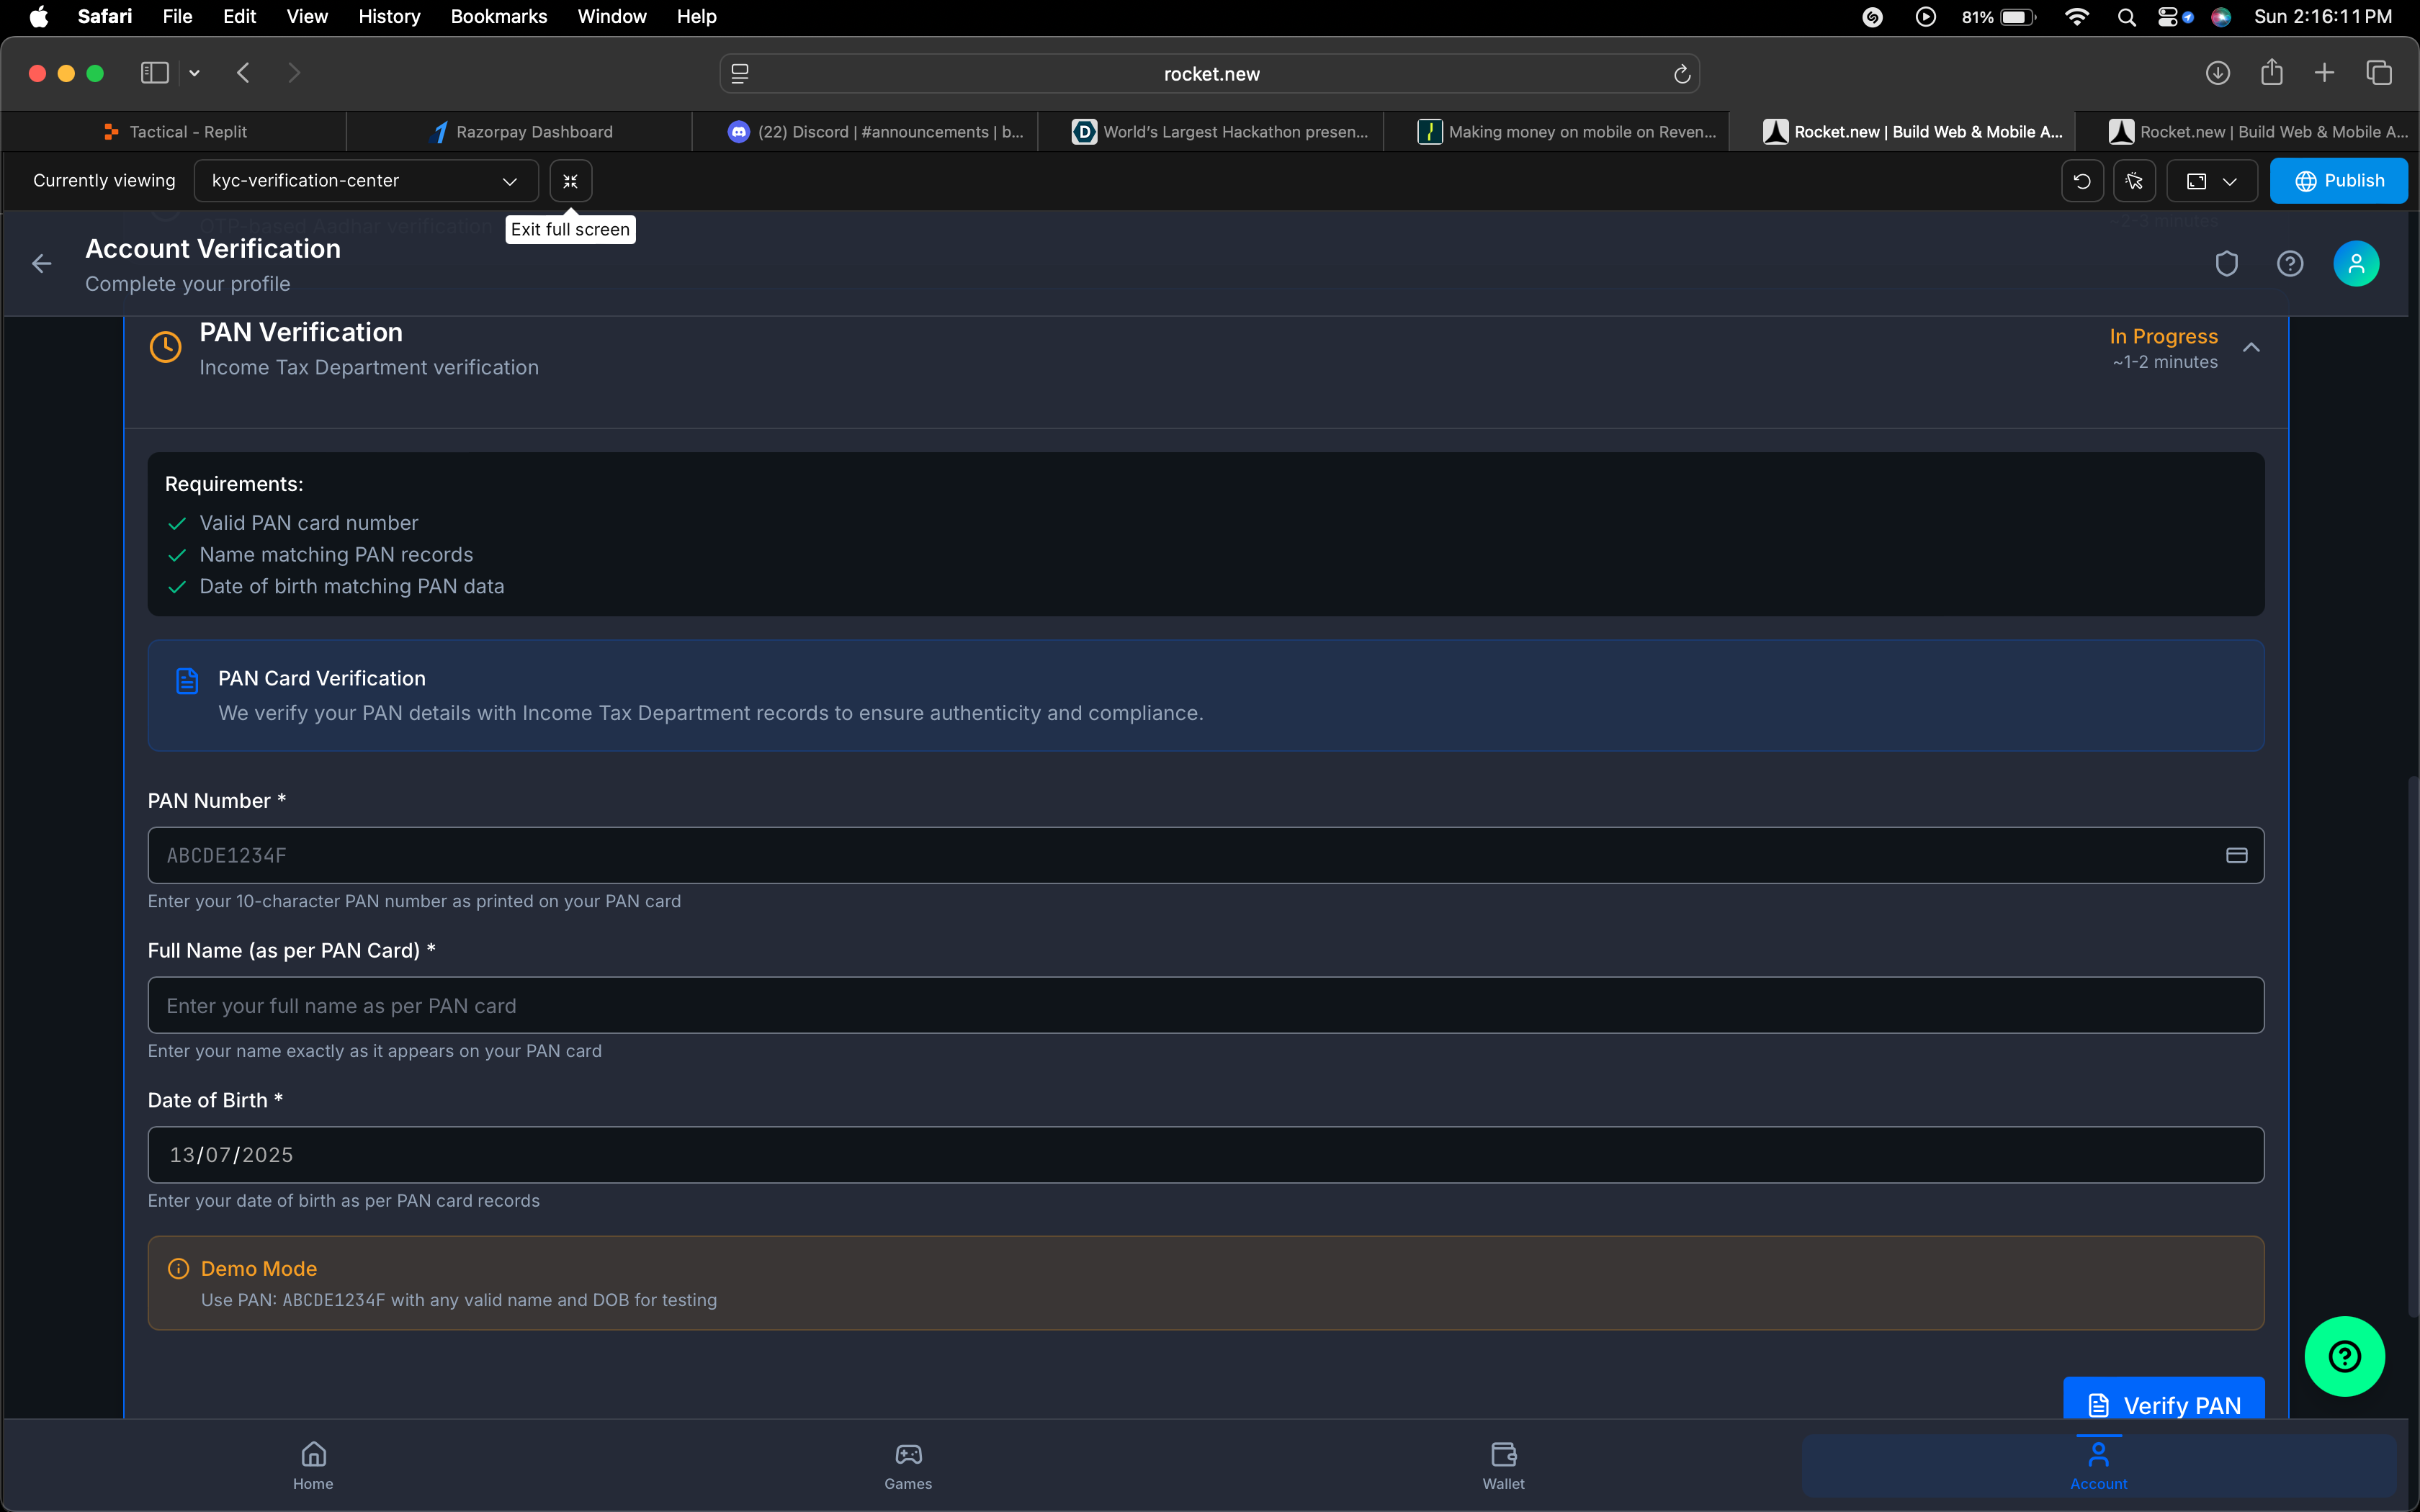 Safari File Edit View History Bookmarks Window Help 81% Sun 2:16:11 PM
rocket.new
Tactical - Replit
Razorpay Dashboard
(22) Discord | #announcements | b...
World's Largest Hackathon presen...
Making money on mobile on Reven...
Rocket.new | Build Web & Mobile A...
Rocket.new | Build Web & Mobile A...
Currently viewing kyc-verification-center Publish
OTP-based Aadhar verification ~2-3 minutes
Exit full screen
Account Verification
Complete your profile
PAN Verification
Income Tax Department verification
In Progress
~1-2 minutes
Requirements:
Valid PAN card number
Name matching PAN records
Date of birth matching PAN data
PAN Card Verification
We verify your PAN details with Income Tax Department records to ensure authenticity and compliance.
PAN Number *
ABCDE1234F
Enter your 10-character PAN number as printed on your PAN card
Full Name (as per PAN Card) *
Enter your full name as per PAN card
Enter your name exactly as it appears on your PAN card
Date of Birth *
13/07/2025
Enter your date of birth as per PAN card records
Demo Mode
Use PAN: ABCDE1234F with any valid name and DOB for testing
Verify PAN
Home
Games
Wallet
Account